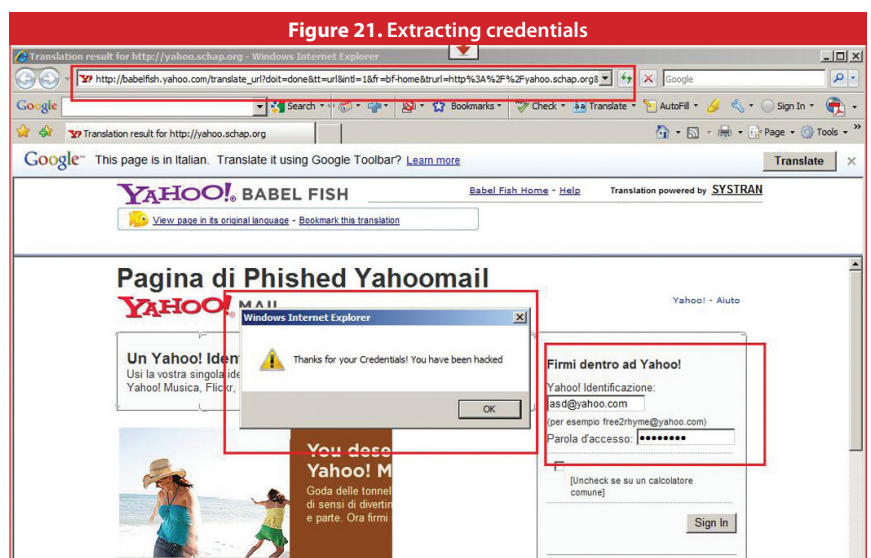 Figure 21. Extracting credentials
Translation result for http://yahoo.schap.org - Windows Internet Explorer
http://babelfish.yahoo.com/translate_url?doit=done&tt=url&intl=1&fr=bf-home&trurl=http%3A%2F%2Fyahoo.schap.org& Google
Google Search Bookmarks Check Translate AutoFill Sign In
Translation result for http://yahoo.schap.org Page Tools
Google This page is in Italian. Translate it using Google Toolbar? Learn more Translate
YAHOO! BABEL FISH Babel Fish Home - Help Translation powered by SYSTRAN
View page in its original language - Bookmark this translation
Pagina di Phished Yahoomail
YAHOO! MAIL Yahoo! - Aiuto
Windows Internet Explorer
Thanks for your Credentials! You have been hacked
OK
Un Yahoo! Iden
Usi la vostra singola ide
Yahoo! Musica, Flickr,
Firmi dentro ad Yahoo!
Yahoo! Identificazione:
asd@yahoo.com
(per esempio free2rhyme@yahoo.com)
Parola d'accesso: ••••••••
[Uncheck se su un calcolatore
comune]
Sign In
You dese
Yahoo! M
Goda delle tonnel
di sensi di divertin
e parte. Ora firmi